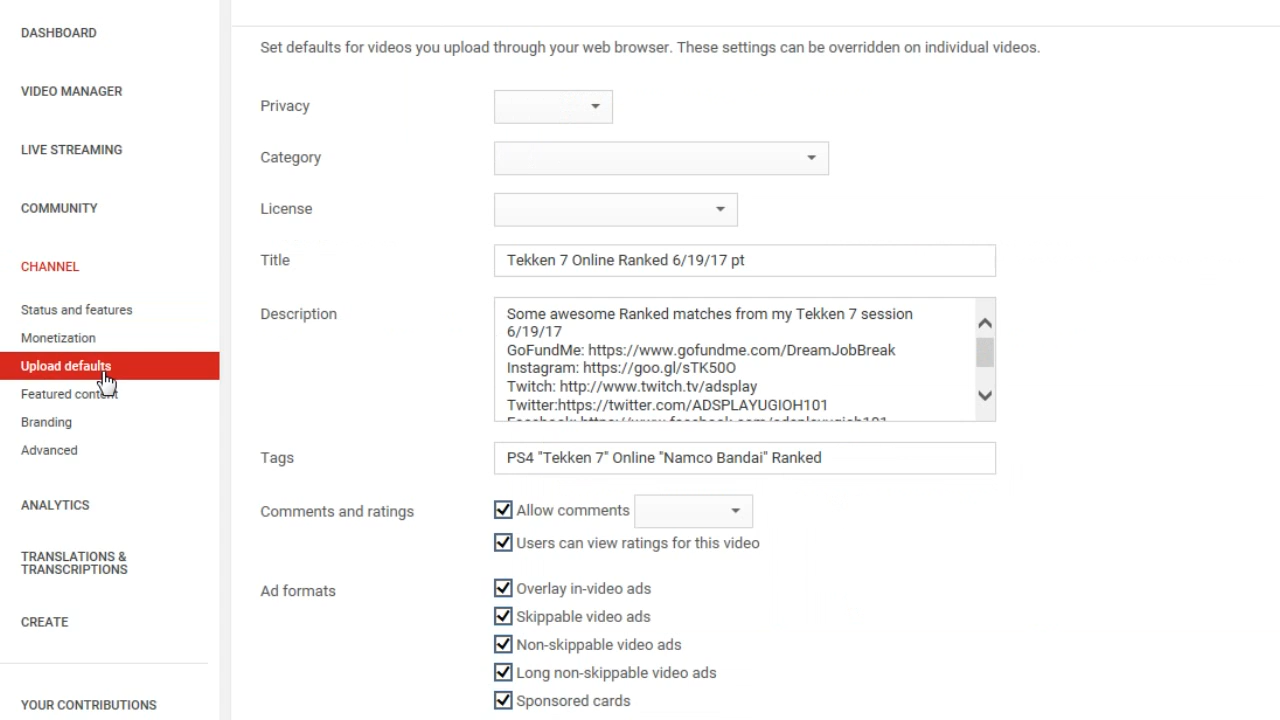 DASHBOARD
VIDEO MANAGER
LIVE STREAMING
COMMUNITY
CHANNEL
Status and features
Monetization
Upload defaults
Featured content
Branding
Advanced
ANALYTICS
TRANSLATIONS &
TRANSCRIPTIONS
CREATE
YOUR CONTRIBUTIONS
Set defaults for videos you upload through your web browser. These settings can be overridden on individual videos.
Privacy
Category
License
Title
Tekken 7 Online Ranked 6/19/17 pt
Description
Some awesome Ranked matches from my Tekken 7 session
6/19/17
GoFundMe: https://www.gofundme.com/DreamJobBreak
Instagram: https://goo.gl/sTK50O
Twitch: http://www.twitch.tv/adsplay
Twitter:https://twitter.com/ADSPLAYUGIOH101
Facebook: https://www.facebook.com/adsplayugioh101
Tags
PS4 "Tekken 7" Online "Namco Bandai" Ranked
Comments and ratings
Allow comments
Users can view ratings for this video
Ad formats
Overlay in-video ads
Skippable video ads
Non-skippable video ads
Long non-skippable video ads
Sponsored cards